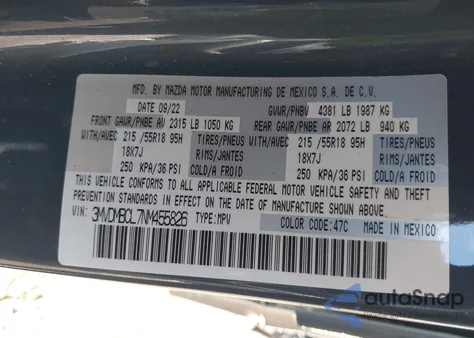 MFD. BY MAZDA MOTOR MANUFACTURING DE MEXICO S.A. DE C.V.
DATE 09/22 GVWR/PNBV 4381 LB 1987 KG
FRONT GAWR/PNBE AV 2315 LB 1050 KG REAR GAWR/PNBE AR 2072 LB 940 KG
WITH/AVEC 215 /55R18 95H TIRES/PNEUS WITH/AVEC 215 /55R18 95H TIRES/PNEUS
18X7J RIMS/JANTES 18X7J RIMS/JANTES
250 KPA/36 PSI COLD/A FROID 250 KPA/36 PSI COLD/A FROID
THIS VEHICLE CONFORMS TO ALL APPLICABLE FEDERAL MOTOR VEHICLE SAFETY AND THEFT
PREVENTION STANDARDS IN EFFECT ON THE DATE OF MANUFACTURE SHOWN ABOVE.
VIN: 3MVDMBCL7NM455826 TYPE: MPV COLOR CODE: 47C MADE IN MEXICO
autoSnap